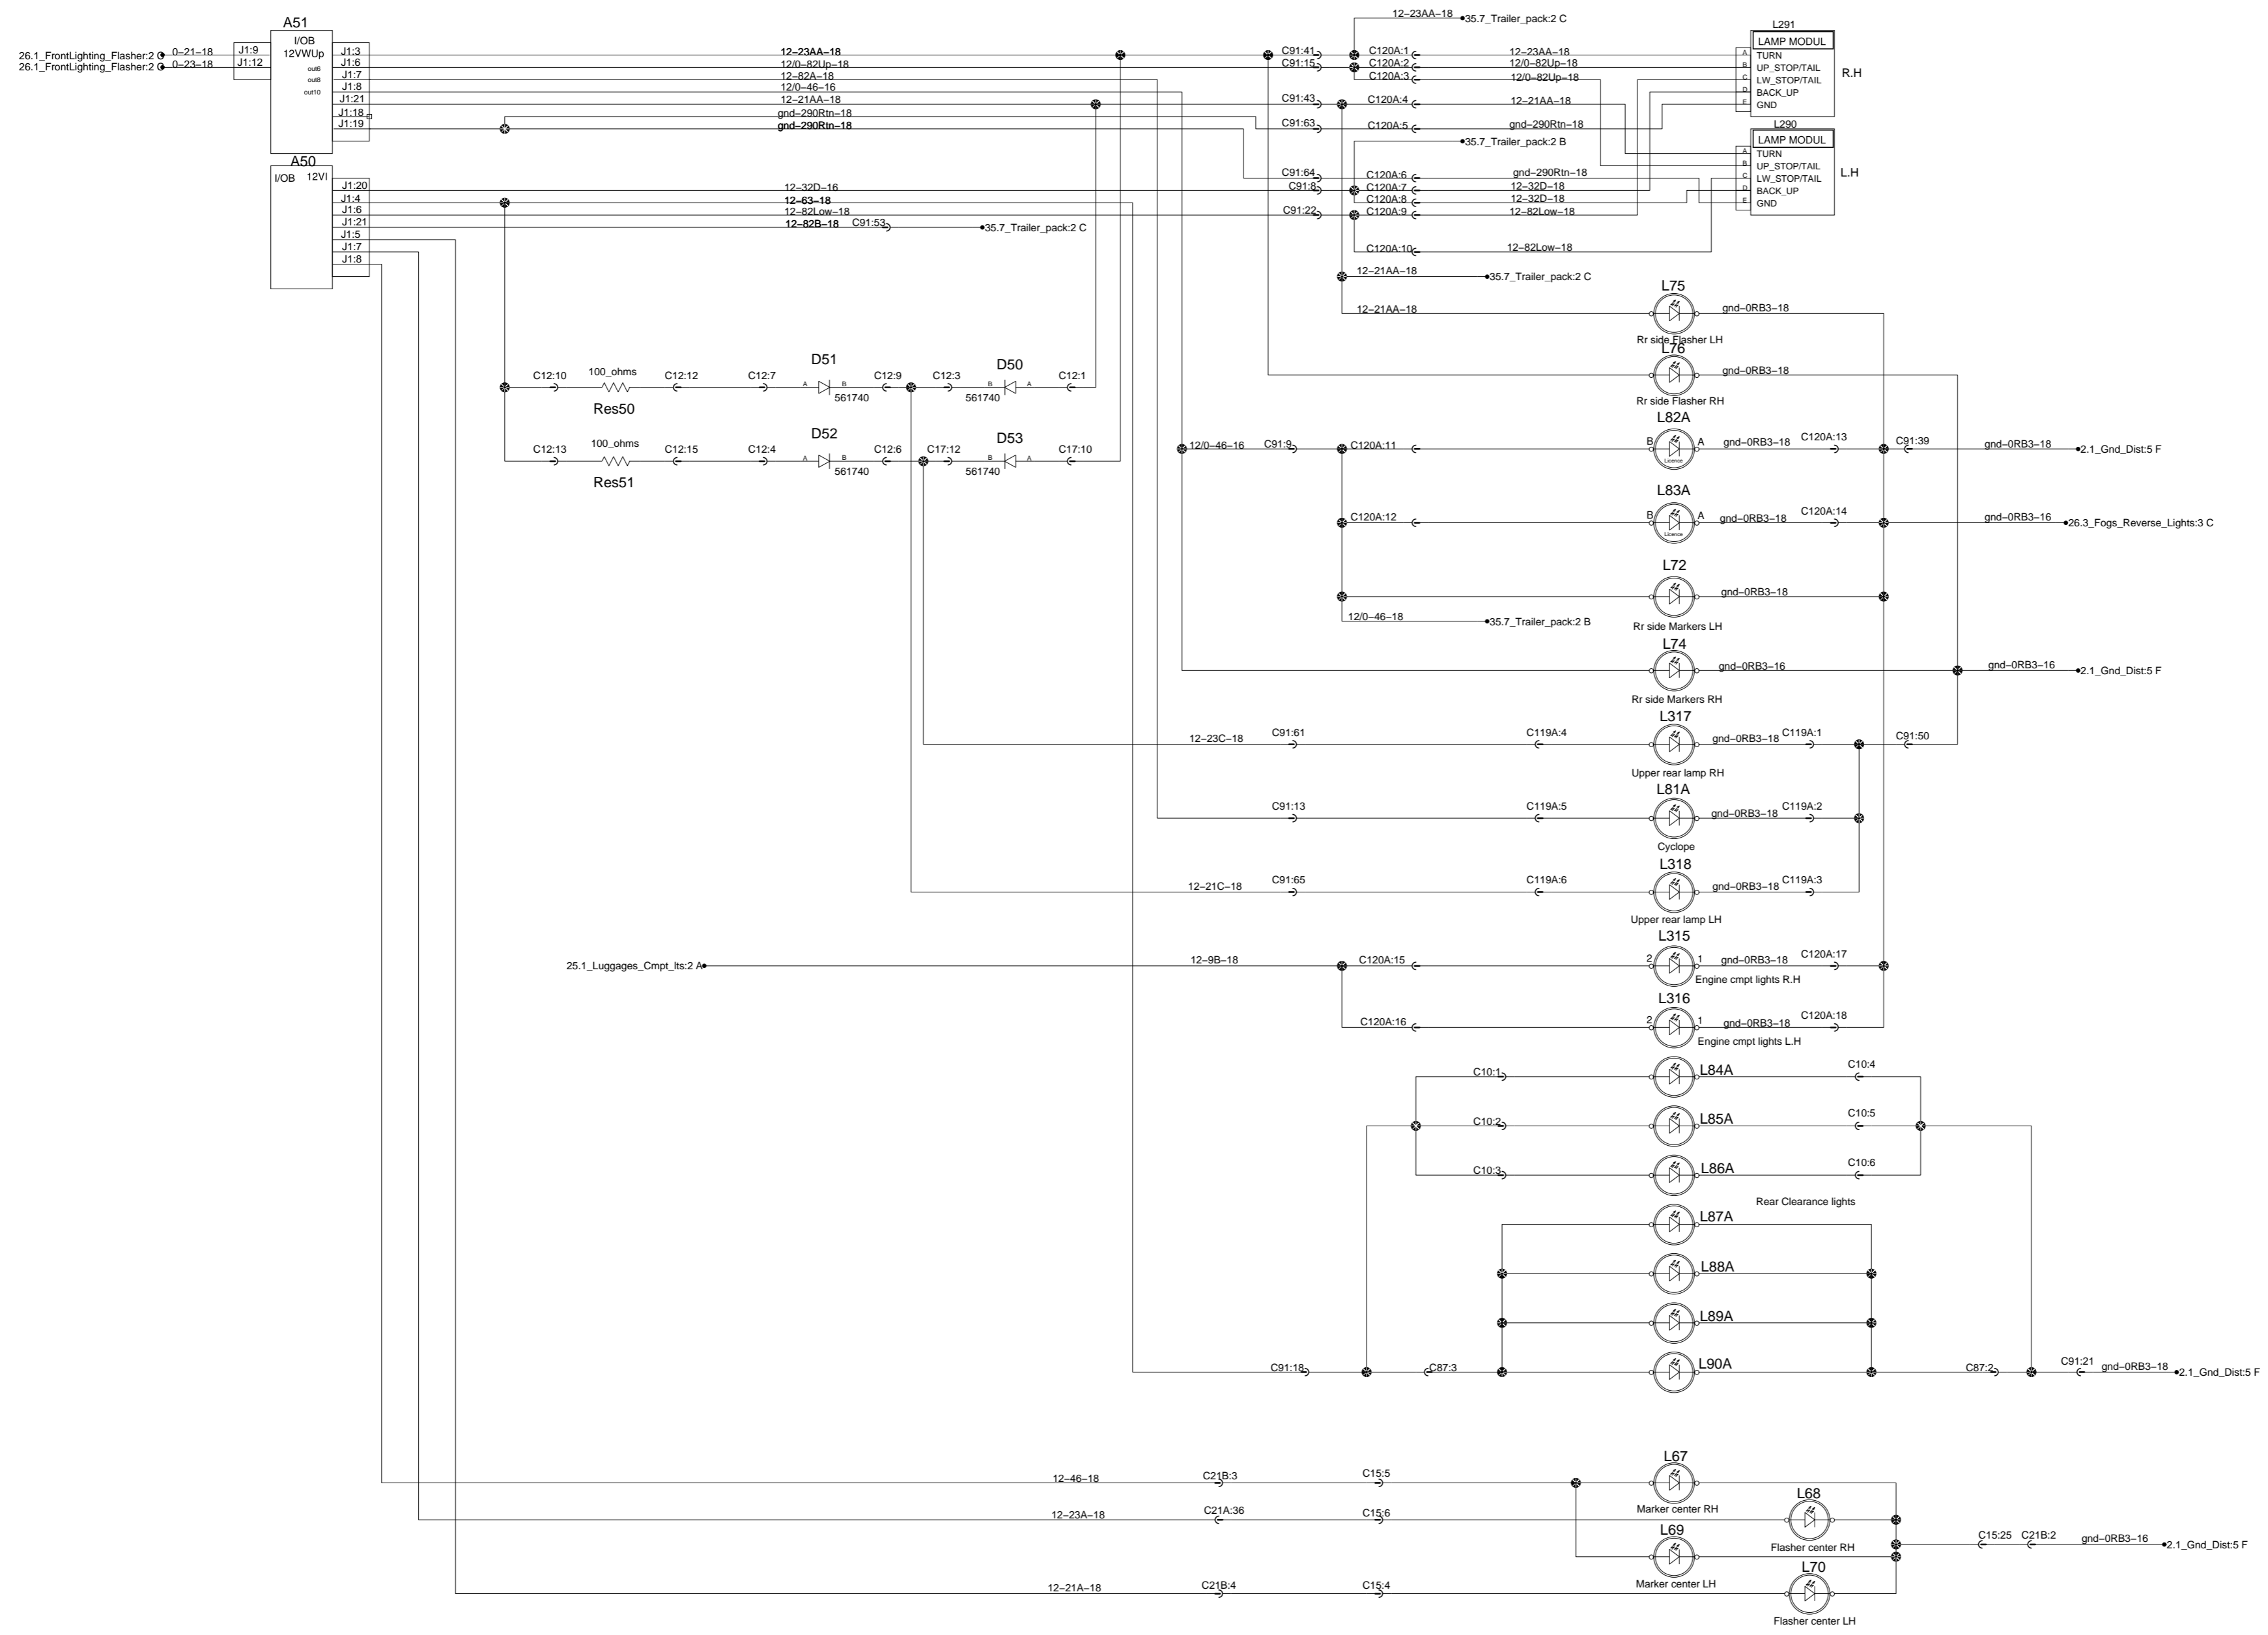 A51
I/OB
12VWUp
out6
out8
out10
26.1_FrontLighting_Flasher:2 C 0-21-18 J1:9
26.1_FrontLighting_Flasher:2 C 0-23-18 J1:12
J1:3 12-23AA-18 C91:41 C120A:1 12-23AA-18
J1:6 12/0-82Up-18 C91:15 C120A:2 12/0-82Up-18
J1:7 12-82A-18 C120A:3 12/0-82Up-18
J1:8 12/0-46-16
J1:21 12-21AA-18 C91:43 C120A:4 12-21AA-18
J1:18 gnd-290Rtn-18
J1:19 gnd-290Rtn-18 C91:63 C120A:5 gnd-290Rtn-18
12-23AA-18 35.7_Trailer_pack:2 C
L291
LAMP MODUL
A TURN
B UP_STOP/TAIL
C LW_STOP/TAIL
D BACK_UP
E GND
R.H
35.7_Trailer_pack:2 B
L290
LAMP MODUL
A TURN
B UP_STOP/TAIL
C LW_STOP/TAIL
D BACK_UP
E GND
L.H
A50
I/OB 12VI
C91:64 C120A:6 gnd-290Rtn-18
J1:20 12-32D-16 C91:8 C120A:7 12-32D-18
J1:4 12-63-18 C120A:8 12-32D-18
J1:6 12-82Low-18 C91:22 C120A:9 12-82Low-18
J1:21 12-82B-18 C91:53 35.7_Trailer_pack:2 C
J1:5
J1:7 C120A:10 12-82Low-18
J1:8
12-21AA-18 35.7_Trailer_pack:2 C
L75
12-21AA-18 gnd-0RB3-18
Rr side Flasher LH
L76
gnd-0RB3-18
Rr side Flasher RH
D51 D50
C12:10 100_ohms C12:12 C12:7 A B C12:9 C12:3 B A C12:1
561740 561740
Res50
D52 D53
C12:13 100_ohms C12:15 C12:4 A B C12:6 C17:12 B A C17:10
561740 561740
Res51
L82A
12/0-46-16 C91:9 C120A:11 B A gnd-0RB3-18 C120A:13 C91:39 gnd-0RB3-18 2.1_Gnd_Dist:5 F
Licence
L83A
C120A:12 B A gnd-0RB3-18 C120A:14 gnd-0RB3-16 26.3_Fogs_Reverse_Lights:3 C
Licence
L72
gnd-0RB3-18
12/0-46-18 35.7_Trailer_pack:2 B
Rr side Markers LH
L74
gnd-0RB3-16 gnd-0RB3-16 2.1_Gnd_Dist:5 F
Rr side Markers RH
L317
12-23C-18 C91:61 C119A:4 gnd-0RB3-18 C119A:1 C91:50
Upper rear lamp RH
L81A
C91:13 C119A:5 gnd-0RB3-18 C119A:2
Cyclope
L318
12-21C-18 C91:65 C119A:6 gnd-0RB3-18 C119A:3
Upper rear lamp LH
L315
25.1_Luggages_Cmpt_lts:2 A 12-9B-18 C120A:15 2 1 gnd-0RB3-18 C120A:17
Engine cmpt lights R.H
L316
C120A:16 2 1 gnd-0RB3-18 C120A:18
Engine cmpt lights L.H
C10:1 L84A C10:4
C10:2 L85A C10:5
C10:3 L86A C10:6
Rear Clearance lights
L87A
L88A
L89A
C91:18 C87:3 L90A C87:2 C91:21 gnd-0RB3-18 2.1_Gnd_Dist:5 F
L67
12-46-18 C21B:3 C15:5
Marker center RH
L68
12-23A-18 C21A:36 C15:6
Flasher center RH
L69
C15:25 C21B:2 gnd-0RB3-16 2.1_Gnd_Dist:5 F
Marker center LH
L70
12-21A-18 C21B:4 C15:4
Flasher center LH